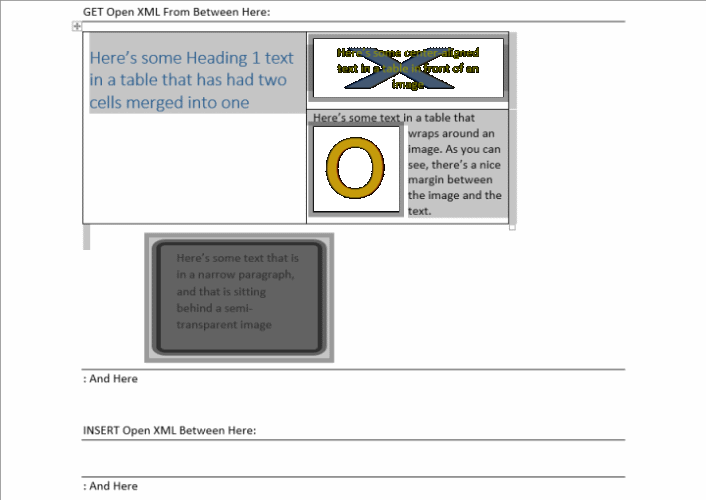 GET Open XML From Between Here:
Here's some Heading 1 text
in a table that has had two
cells merged into one
Here's some center aligned
text in a table in front of an
image
Here's some text in a table that
wraps around an
image. As you can
see, there's a nice
margin between
the image and the
text.
Here's some text that is
in a narrow paragraph,
and that is sitting
behind a semi-
transparent image
: And Here
INSERT Open XML Between Here:
: And Here